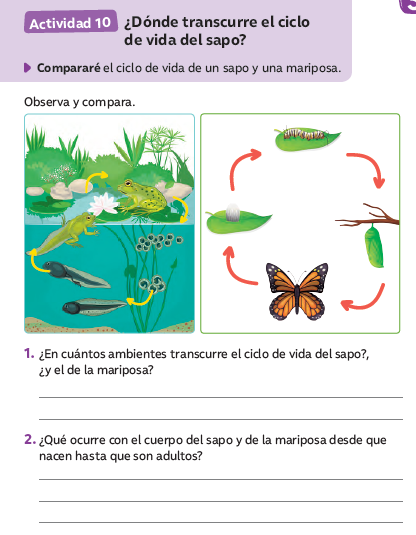 Actividad 10
¿Dónde transcurre el ciclo
de vida del sapo?
Compararé el ciclo de vida de un sapo y una mariposa.
Observa y compara.
1. ¿En cuántos ambientes transcurre el ciclo de vida del sapo?,
¿y el de la mariposa?
2. ¿Qué ocurre con el cuerpo del sapo y de la mariposa desde que
nacen hasta que son adultos?